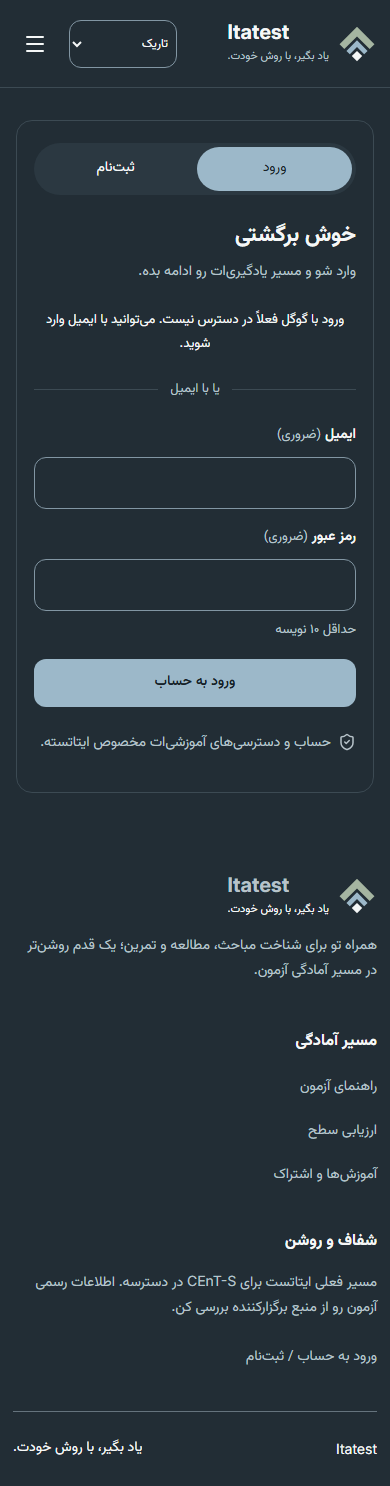 Itatest
یاد بگیر، با روش خودت.
تاریک
ورود
ثبت‌نام
خوش برگشتی
وارد شو و مسیر یادگیری‌ات رو ادامه بده.
ورود با گوگل فعلاً در دسترس نیست. می‌توانید با ایمیل وارد
شوید.
یا با ایمیل
ایمیل (ضروری)
رمز عبور (ضروری)
حداقل ۱۰ نویسه
ورود به حساب
حساب و دسترسی‌های آموزشی‌ات مخصوص ایتاتسته.
Itatest
یاد بگیر، با روش خودت.
همراه تو برای شناخت مباحث، مطالعه و تمرین؛ یک قدم روشن‌تر
در مسیر آمادگی آزمون.
مسیر آمادگی
راهنمای آزمون
ارزیابی سطح
آموزش‌ها و اشتراک
شفاف و روشن
مسیر فعلی ایتاتست برای CEnT-S در دسترسه. اطلاعات رسمی
آزمون رو از منبع برگزارکننده بررسی کن.
ورود به حساب / ثبت‌نام
Itatest
یاد بگیر، با روش خودت.